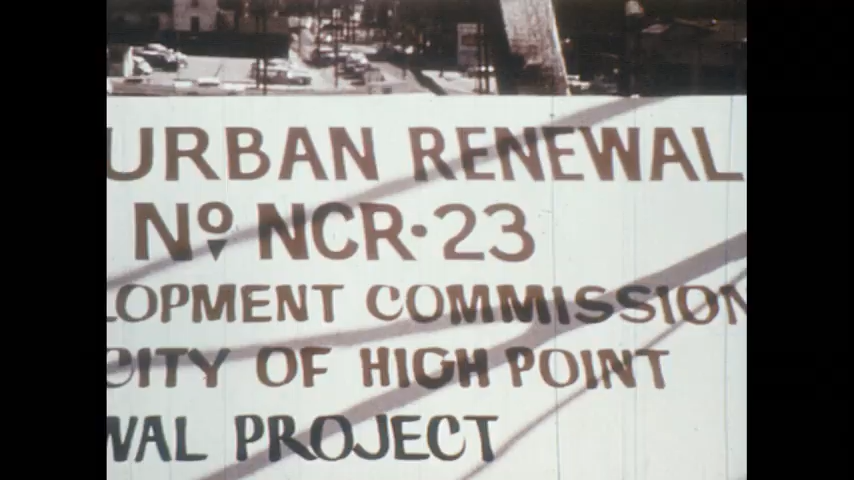 URBAN RENEWAL
Nº NCR-23
LOPMENT COMMISSION
CITY OF HIGH POINT
WAL PROJECT